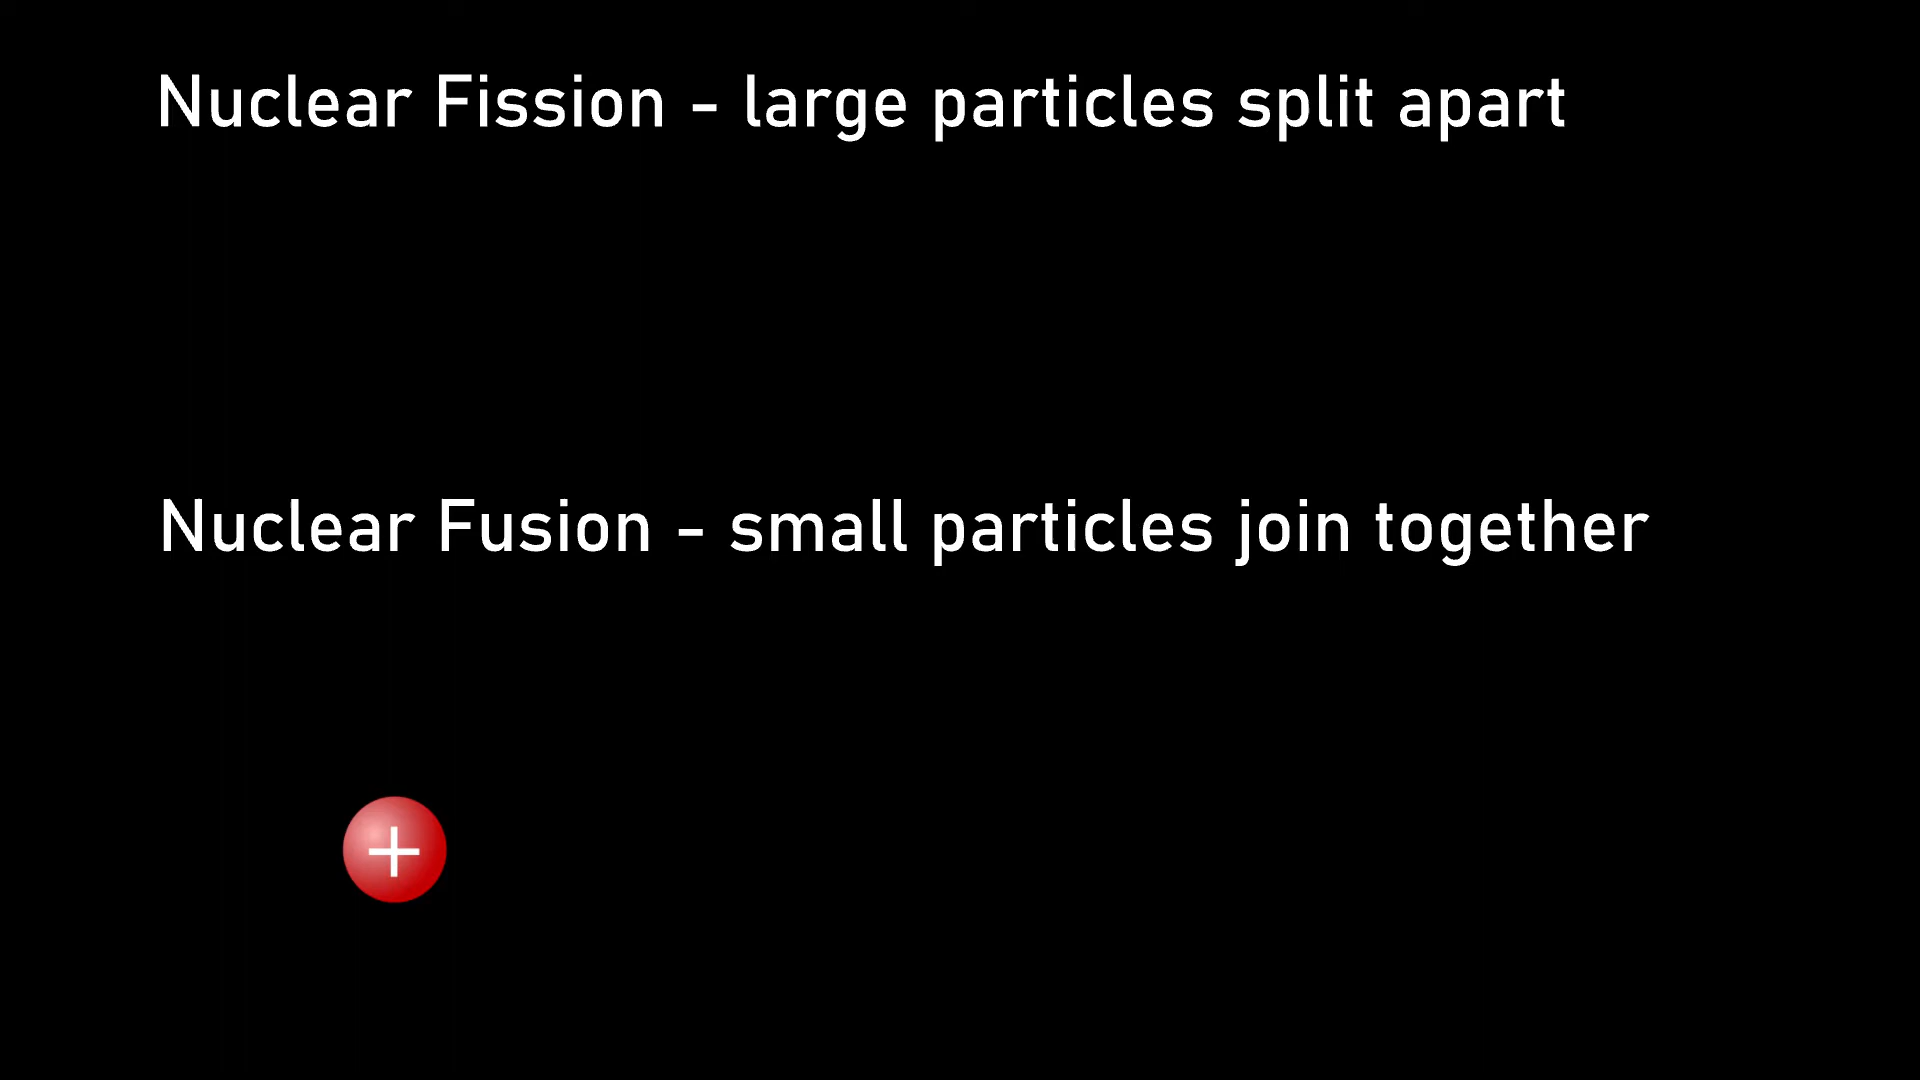 Nuclear Fission - large particles split apart
Nuclear Fusion - small particles join together
+